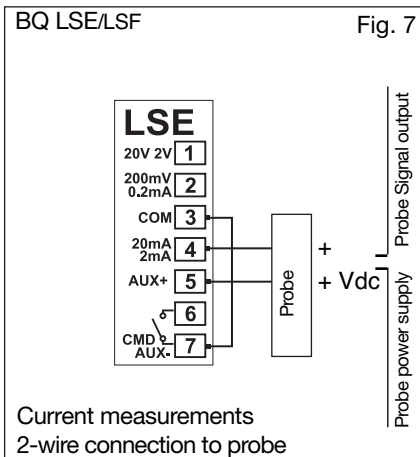 BQ LSE/LSF
Fig. 7
LSE
20V 2V 1
200mV
0.2mA 2
COM 3
20mA
2mA 4
AUX+ 5
6
CMD
AUX- 7
Probe
+
+ Vdc
Probe Signal output
Probe power supply
Current measurements
2-wire connection to probe